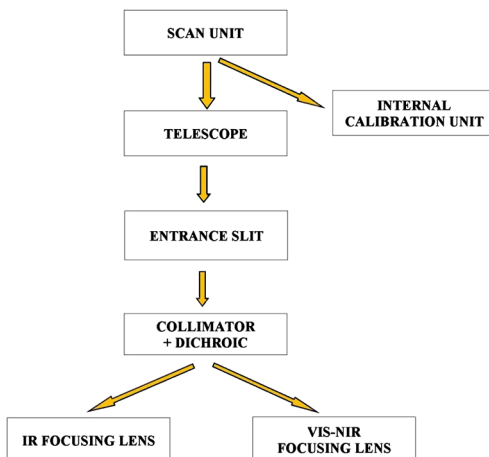 SCAN UNIT
INTERNAL
CALIBRATION UNIT
TELESCOPE
ENTRANCE SLIT
COLLIMATOR
+ DICHROIC
IR FOCUSING LENS
VIS-NIR
FOCUSING LENS